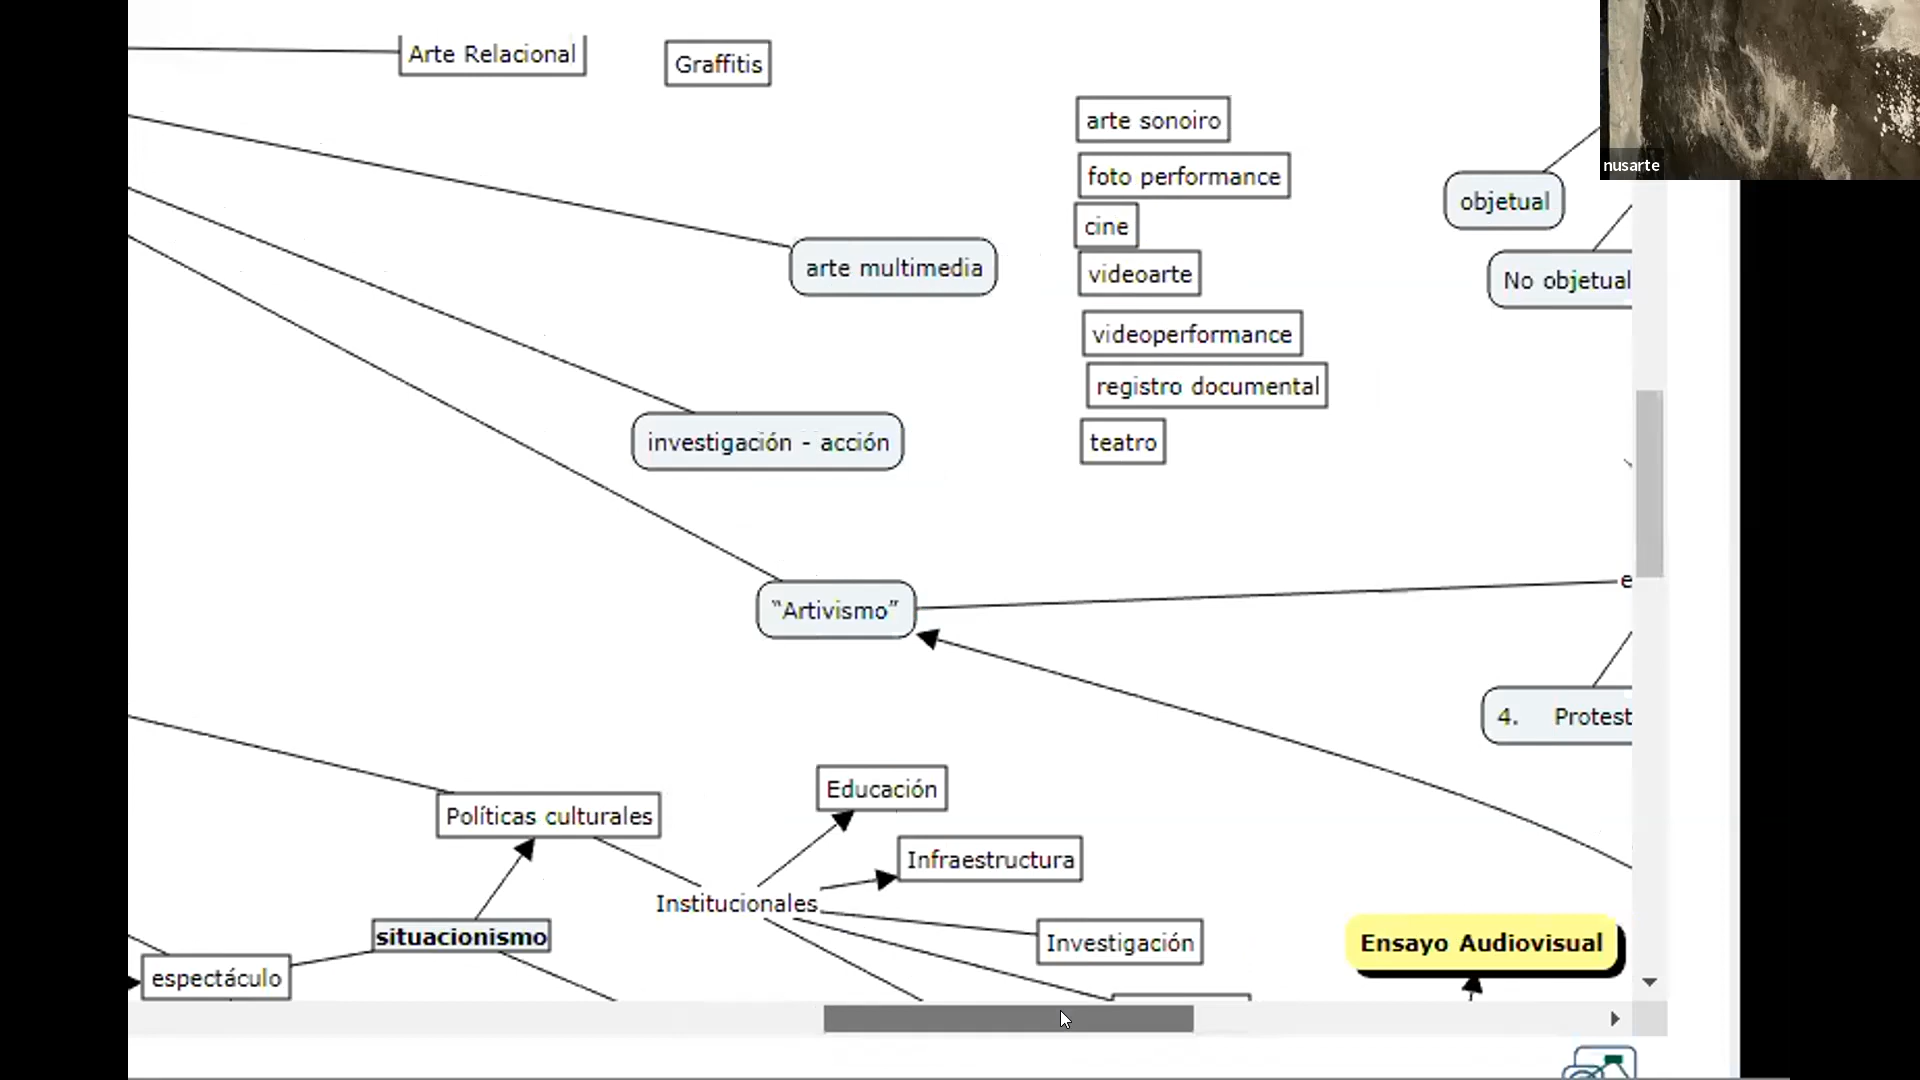 Arte Relacional
Graffitis
arte sonoiro
foto performance
cine
videoarte
videoperformance
registro documental
teatro
objetual
No objetual
nusarte
arte multimedia
investigación - acción
“Artivismo”
e
4. Protest
Educación
Políticas culturales
Infraestructura
Institucionales
situacionismo
Investigación
Ensayo Audiovisual
espectáculo